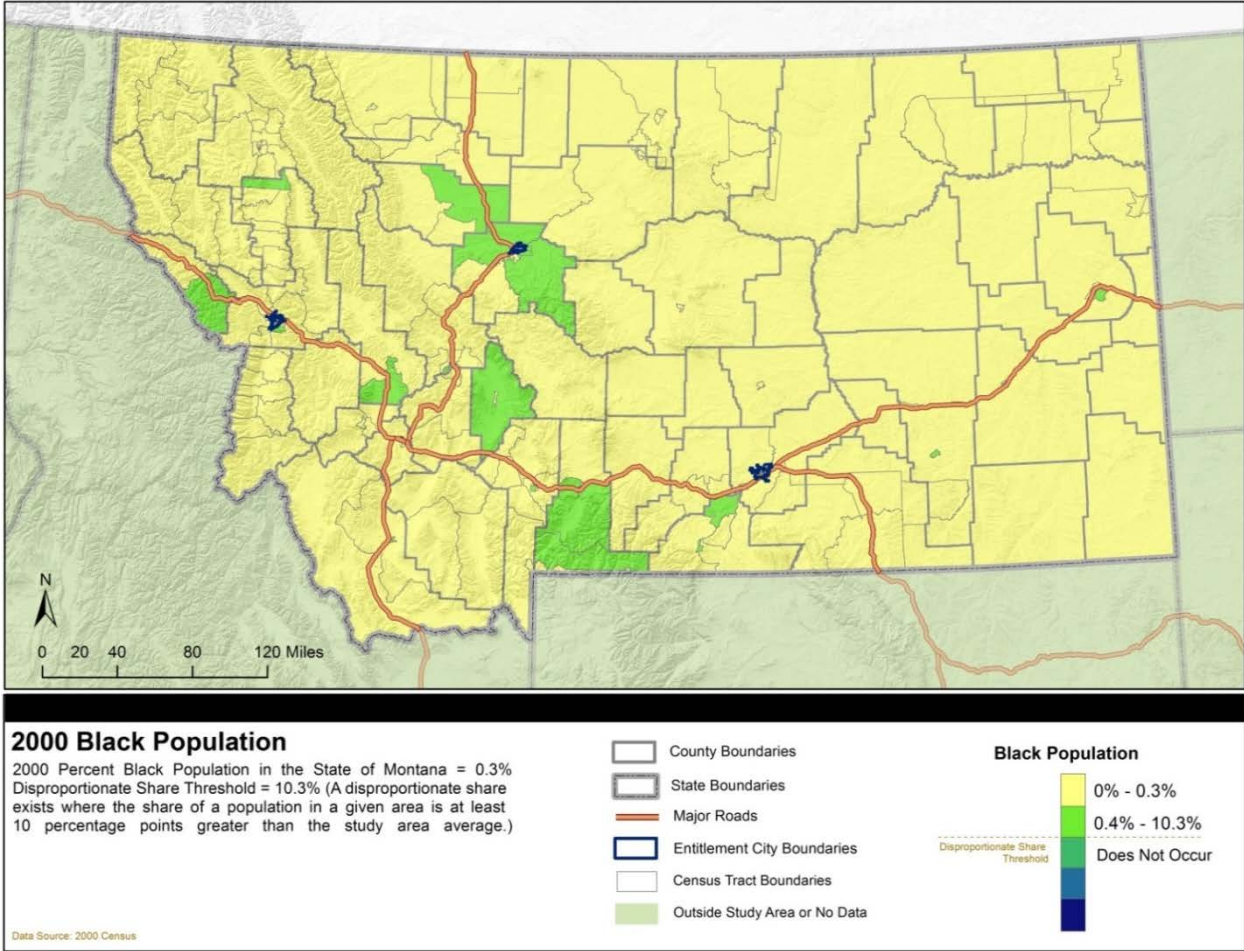 N
0 20 40 80 120 Miles
2000 Black Population
2000 Percent Black Population in the State of Montana = 0.3%
Disproportionate Share Threshold = 10.3% (A disproportionate share
exists where the share of a population in a given area is at least
10 percentage points greater than the study area average.)
Data Source: 2000 Census
County Boundaries
State Boundaries
Major Roads
Entitlement City Boundaries
Census Tract Boundaries
Outside Study Area or No Data
Black Population
0% - 0.3%
0.4% - 10.3%
Disproportionate Share
Threshold
Does Not Occur